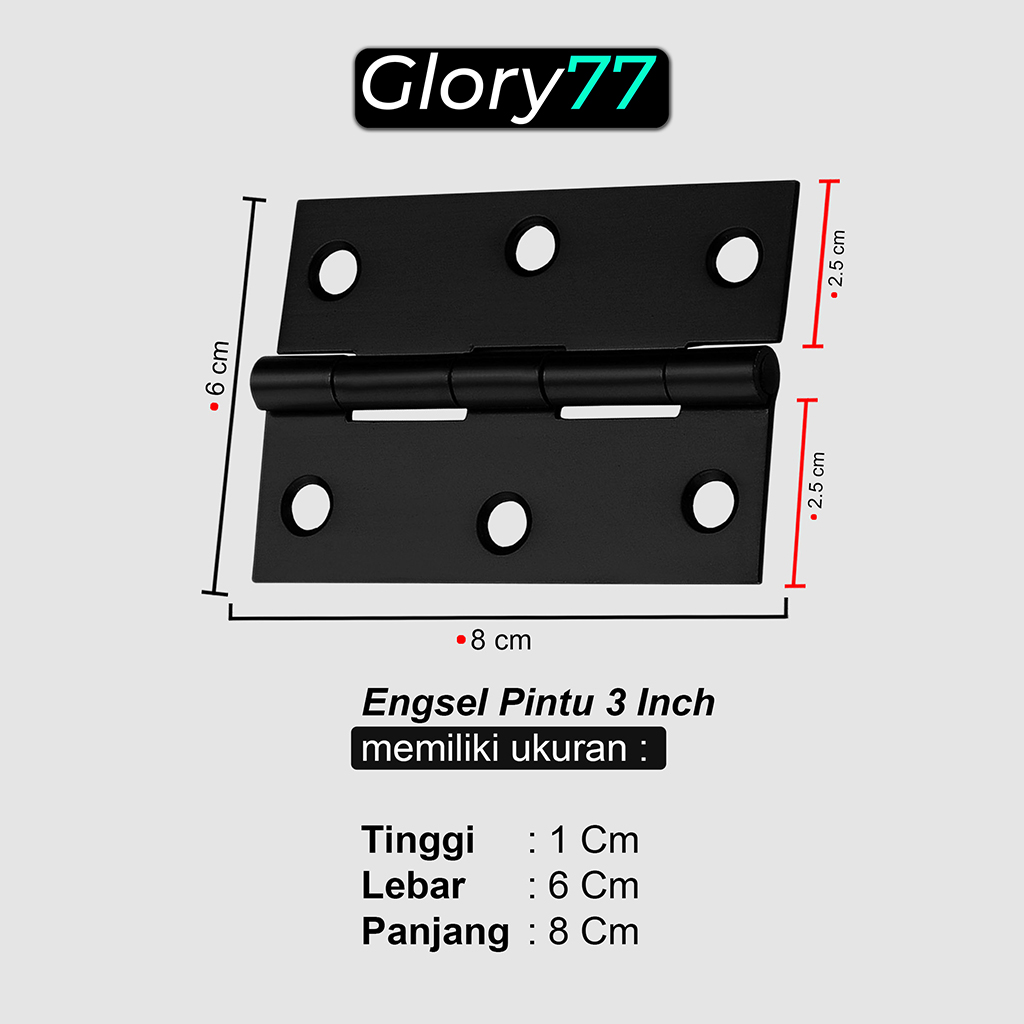 Glory77
•2.5 cm
•6 cm
•2.5 cm
•8 cm
Engsel Pintu 3 Inch
memiliki ukuran :
Tinggi : 1 Cm
Lebar : 6 Cm
Panjang : 8 Cm